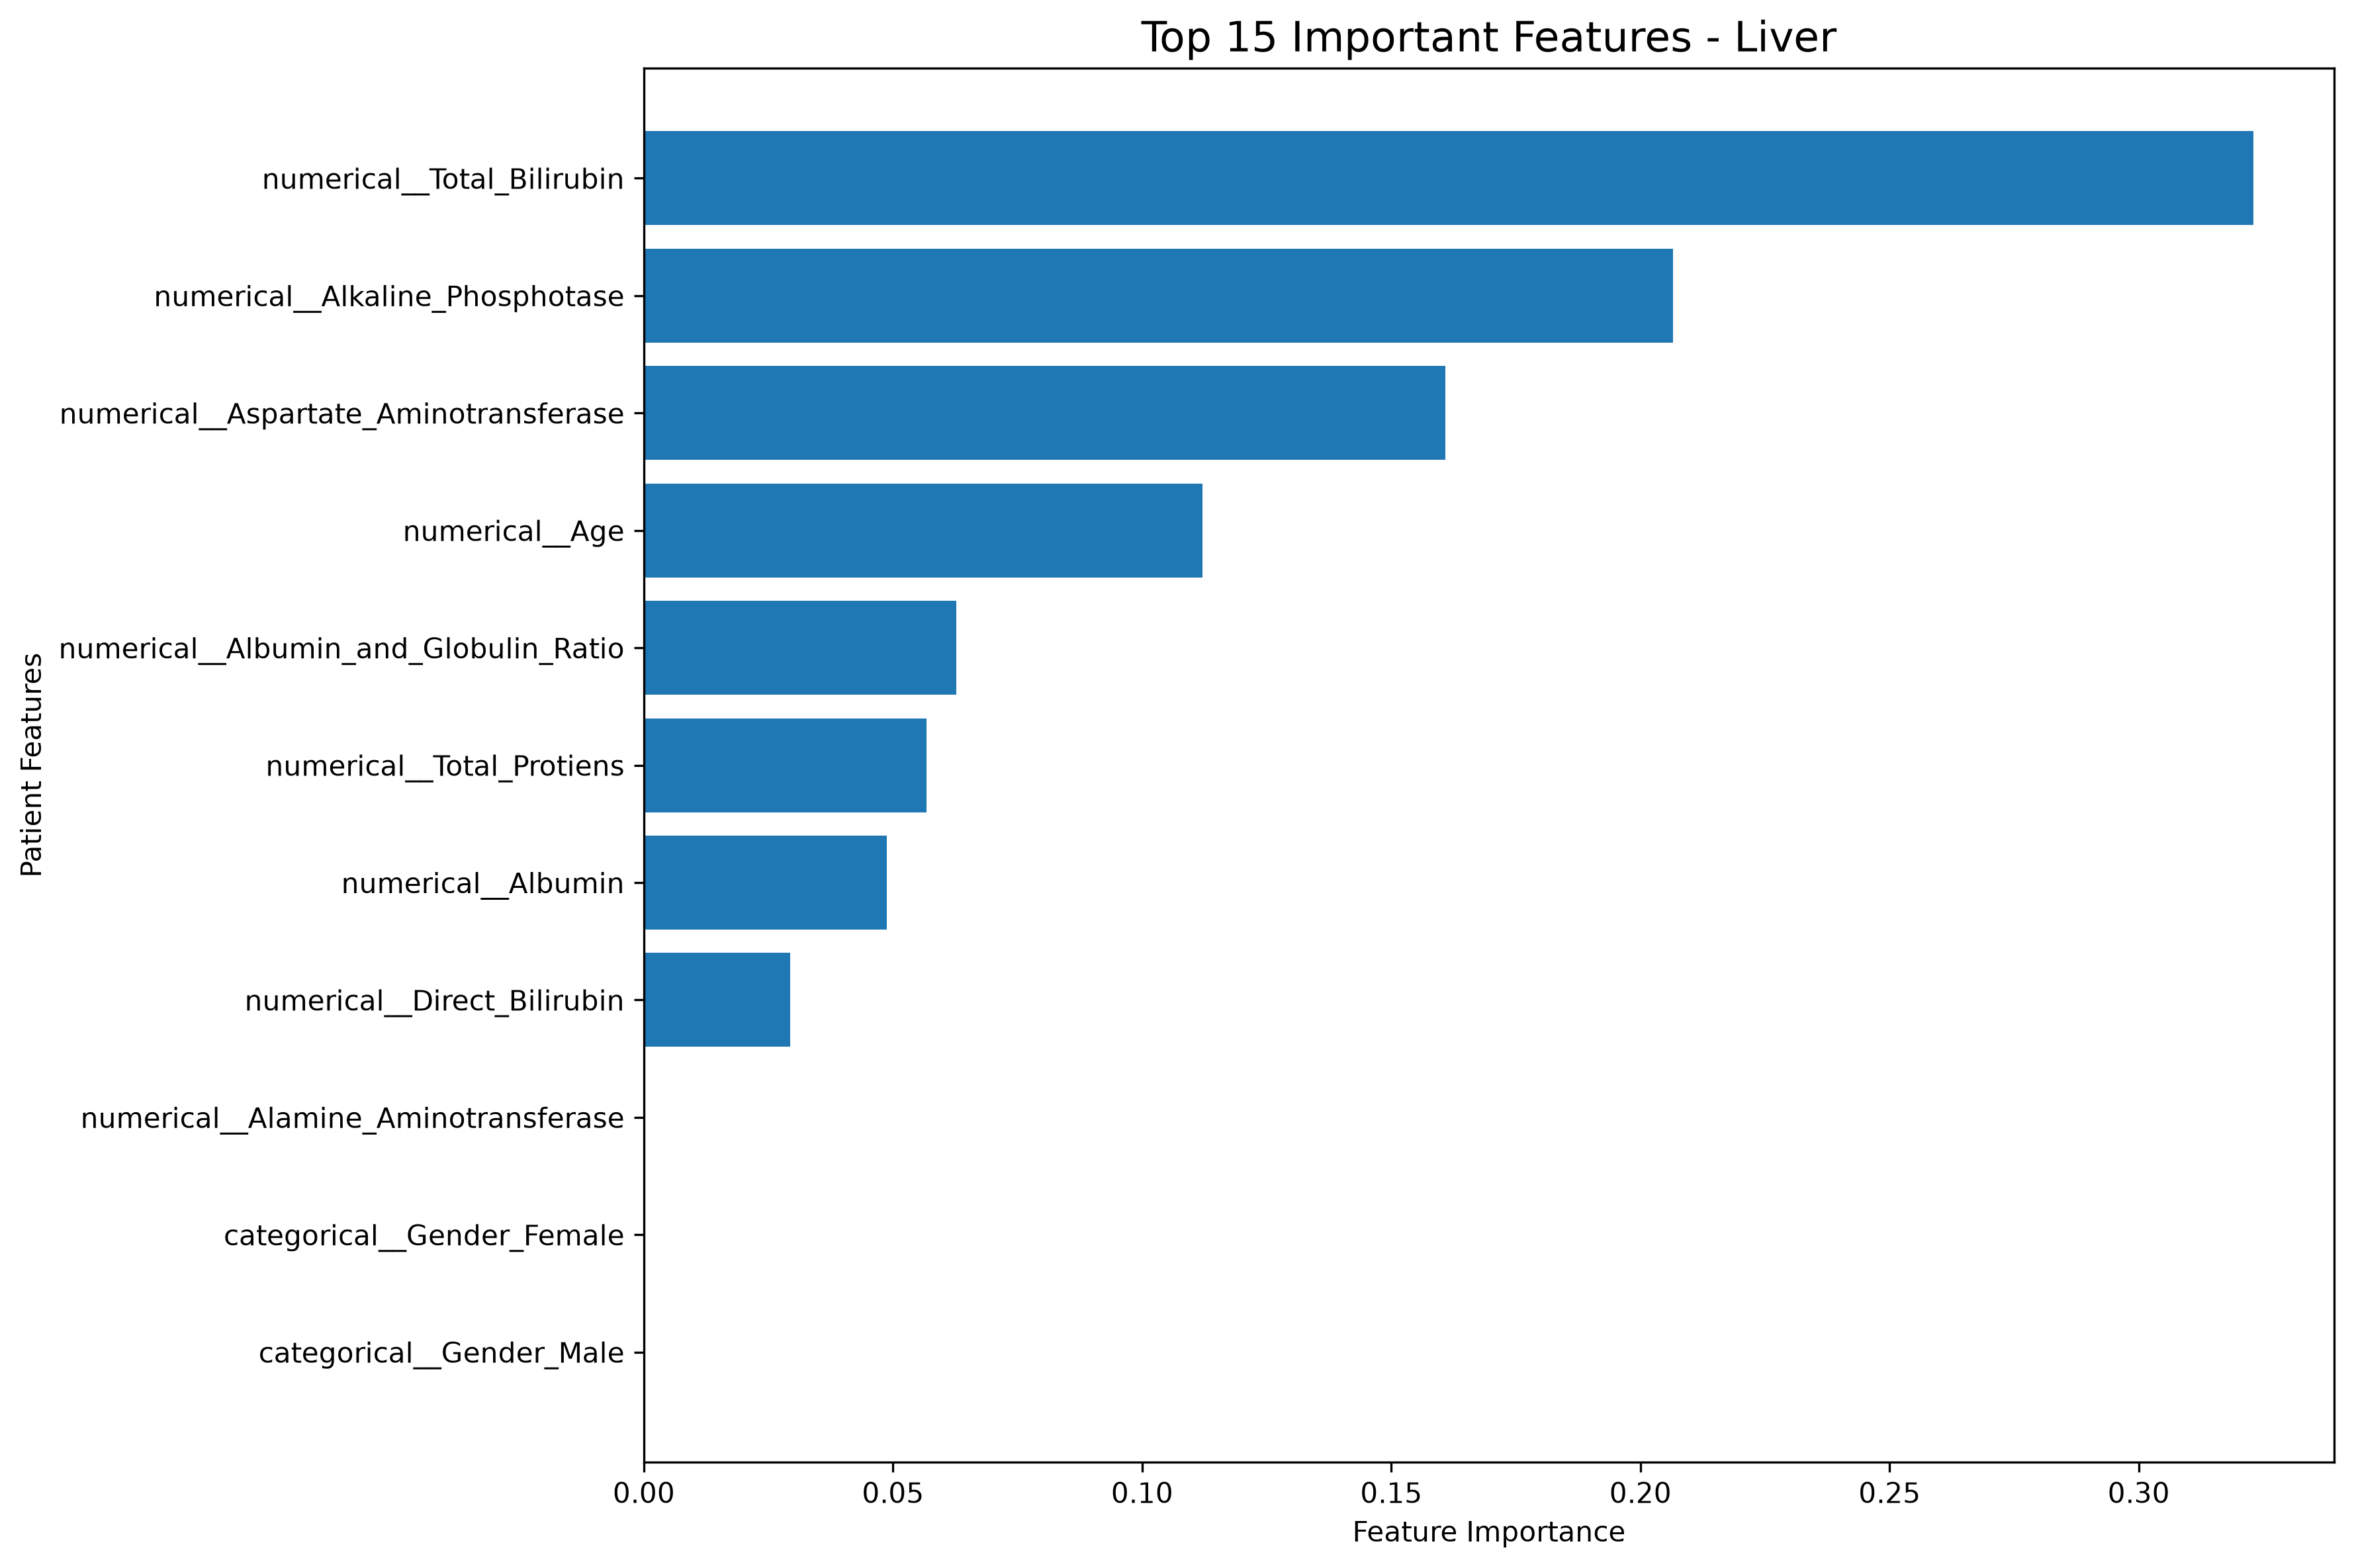 Top 15 Important Features - Liver
Patient Features
numerical__Total_Bilirubin
numerical__Alkaline_Phosphotase
numerical__Aspartate_Aminotransferase
numerical__Age
numerical__Albumin_and_Globulin_Ratio
numerical__Total_Protiens
numerical__Albumin
numerical__Direct_Bilirubin
numerical__Alamine_Aminotransferase
categorical__Gender_Female
categorical__Gender_Male
0.00 0.05 0.10 0.15 0.20 0.25 0.30
Feature Importance